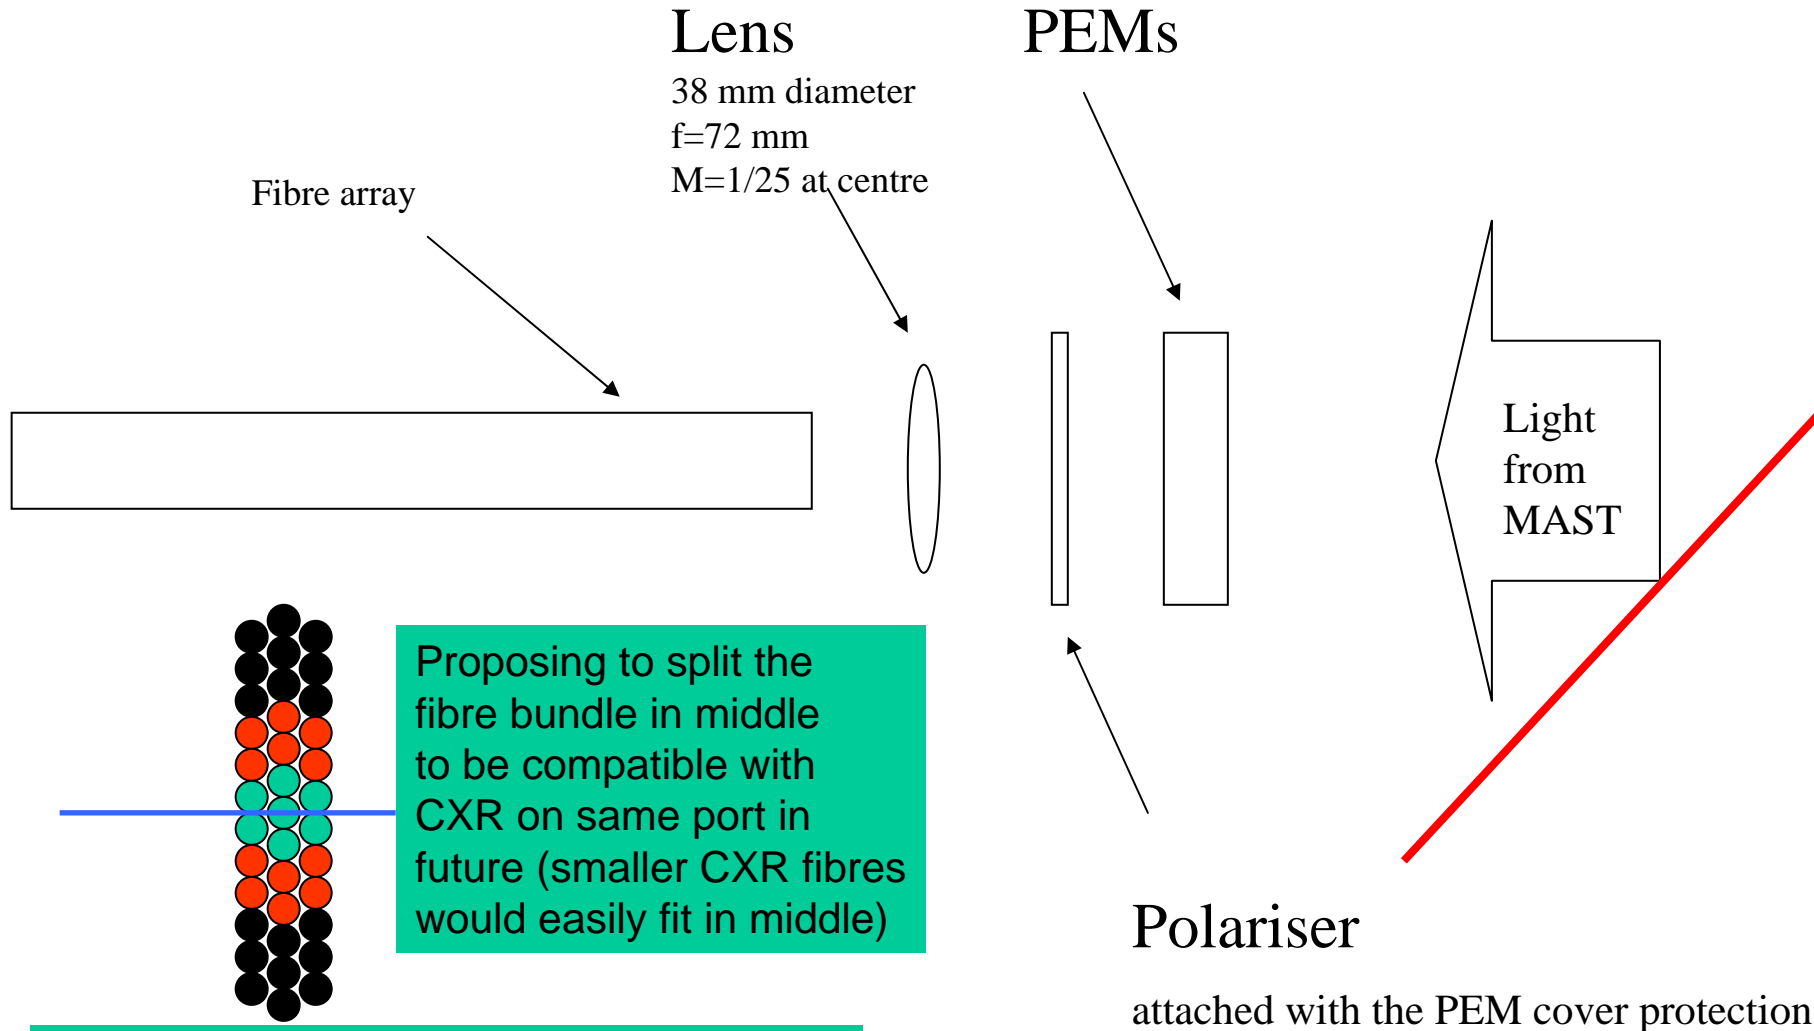 Lens
38 mm diameter
f=72 mm
M=1/25 at centre
PEMs
Fibre array
Light
from
MAST
Proposing to split the
fibre bundle in middle
to be compatible with
CXR on same port in
future (smaller CXR fibres
would easily fit in middle)
Polariser
attached with the PEM cover protection